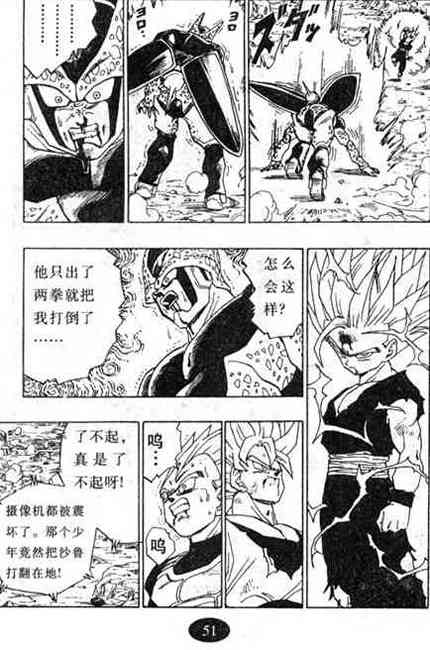 ズズ
ヨロ
ヨロ
…………
怎么
会这
样?
他只出了
两拳就把
我打倒了
……
呜
…
呜
了不起，
真是了
不起呀!
摄像机都被震
坏了。那个少
年竟然把沙鲁
打翻在地!
51